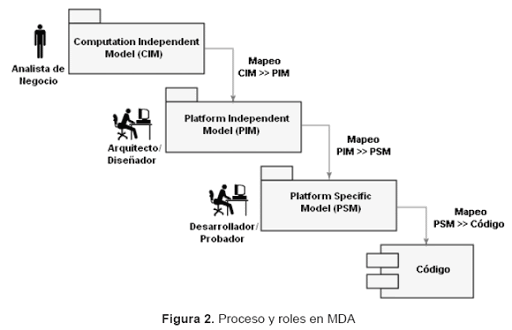 Computation Independent
Model (CIM)
Analista de
Negocio
Mapeo
CIM >> PIM
Platform Independent
Model (PIM)
Arquitecto/
Diseñador
Mapeo
PIM >> PSM
Platform Specific
Model (PSM)
Desarrollador/
Probador
Mapeo
PSM >> Código
Código
Figura 2. Proceso y roles en MDA